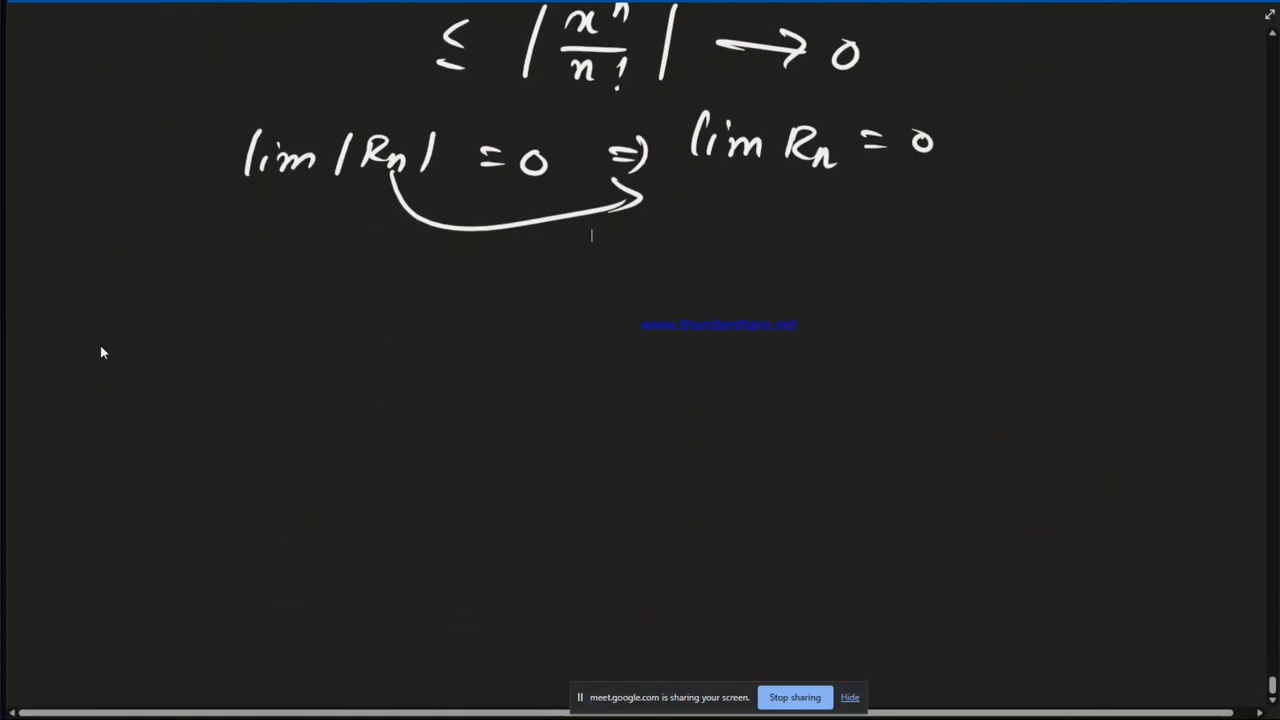 ≤ |xⁿ/n!| ⟶ 0
lim |Rₙ| = 0 ⇒ lim Rₙ = 0
www.thundershare.net
meet.google.com is sharing your screen. Stop sharing Hide